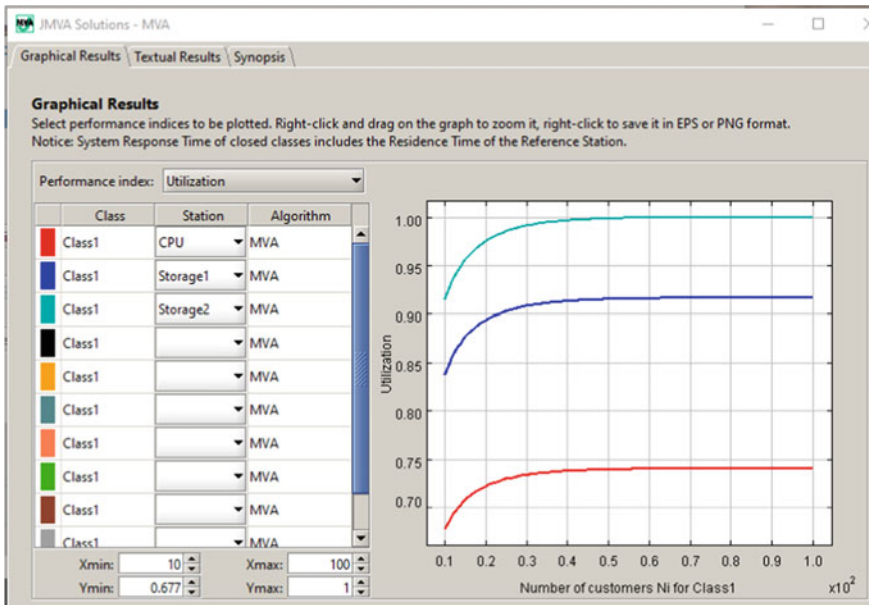 MVA JMVA Solutions - MVA
Graphical Results Textual Results Synopsis
Graphical Results
Select performance indices to be plotted. Right-click and drag on the graph to zoom it, right-click to save it in EPS or PNG format.
Notice: System Response Time of closed classes includes the Residence Time of the Reference Station.
Performance index: Utilization
Class Station Algorithm
Class1 CPU MVA
Class1 Storage1 MVA
Class1 Storage2 MVA
Class1 MVA
Class1 MVA
Class1 MVA
Class1 MVA
Class1 MVA
Class1 MVA
Class1 MVA
Xmin: 10 Xmax: 100
Ymin: 0.677 Ymax: 1
1.00
0.95
0.90
0.85
0.80
0.75
0.70
Utilization
0.1 0.2 0.3 0.4 0.5 0.6 0.7 0.8 0.9 1.0
Number of customers Ni for Class1 x10²